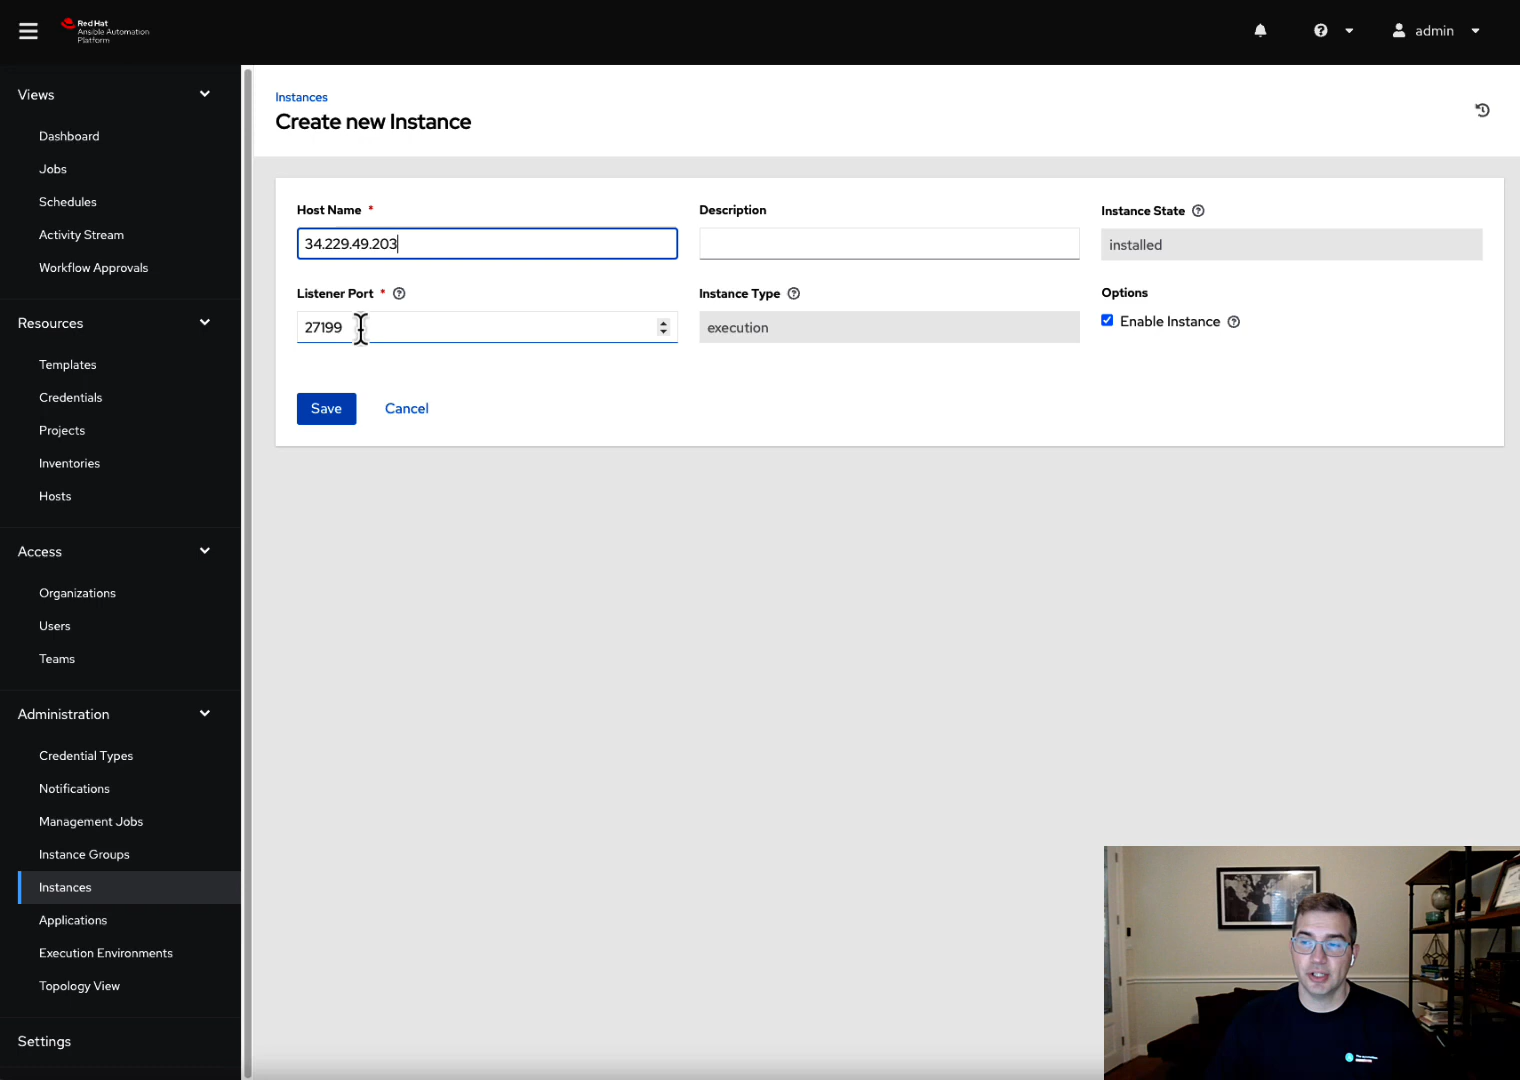 Red Hat
Ansible Automation
Platform
admin
Views
Dashboard
Jobs
Schedules
Activity Stream
Workflow Approvals
Resources
Templates
Credentials
Projects
Inventories
Hosts
Access
Organizations
Users
Teams
Administration
Credential Types
Notifications
Management Jobs
Instance Groups
Instances
Applications
Execution Environments
Topology View
Settings
Instances
Create new Instance
Host Name *
34.229.49.203
Description
Instance State
installed
Listener Port *
27199
Instance Type
execution
Options
Enable Instance
Save
Cancel